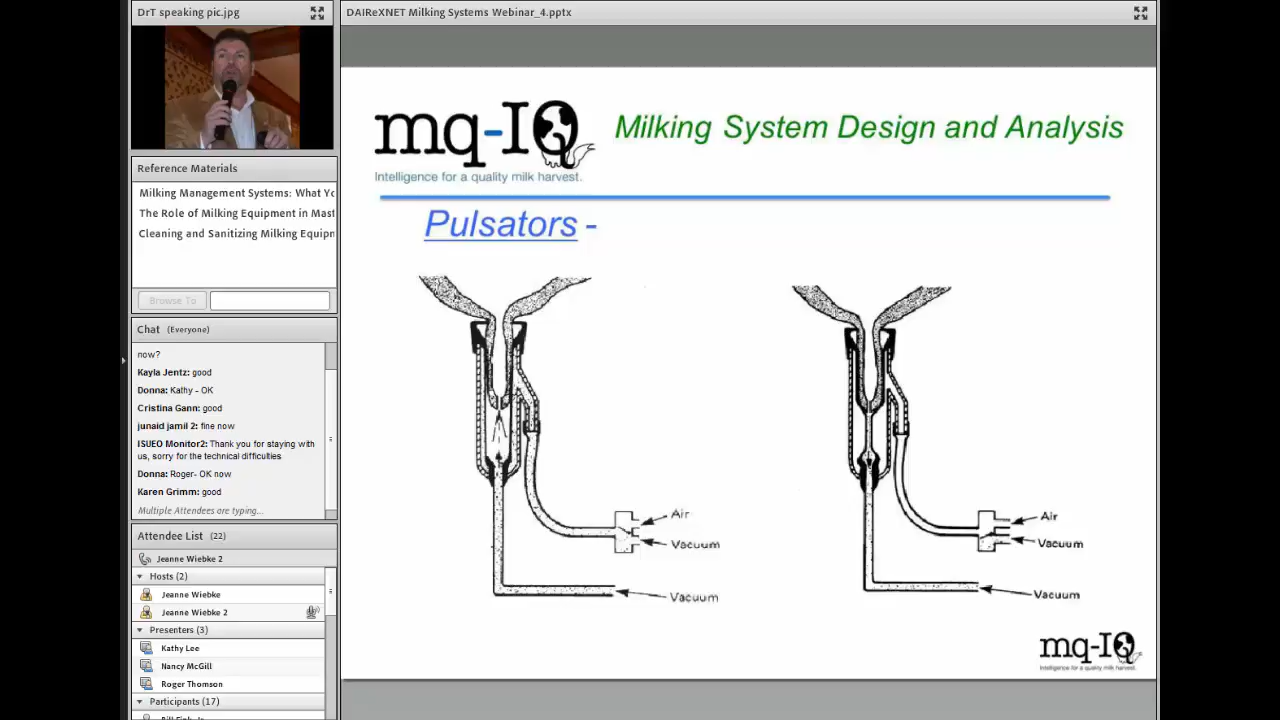 DrT speaking pic.jpg
Reference Materials
Milking Management Systems: What Yo
The Role of Milking Equipment in Mast
Cleaning and Sanitizing Milking Equipm
Browse To
Chat (Everyone)
now?
Kayla Jentz: good
Donna: Kathy - OK
Cristina Gann: good
junaid jamil 2: fine now
ISUEO Monitor2: Thank you for staying with
us, sorry for the technical difficulties
Donna: Roger- OK now
Karen Grimm: good
Multiple Attendees are typing...
Attendee List (22)
Jeanne Wiebke 2
Hosts (2)
Jeanne Wiebke
Jeanne Wiebke 2
Presenters (3)
Kathy Lee
Nancy McGill
Roger Thomson
Participants (17)
DAIReXNET Milking Systems Webinar_4.pptx
mq-IQ
Intelligence for a quality milk harvest.
Milking System Design and Analysis
Pulsators -
Air
Vacuum
Vacuum
Air
Vacuum
Vacuum
mq-IQ
Intelligence for a quality milk harvest.